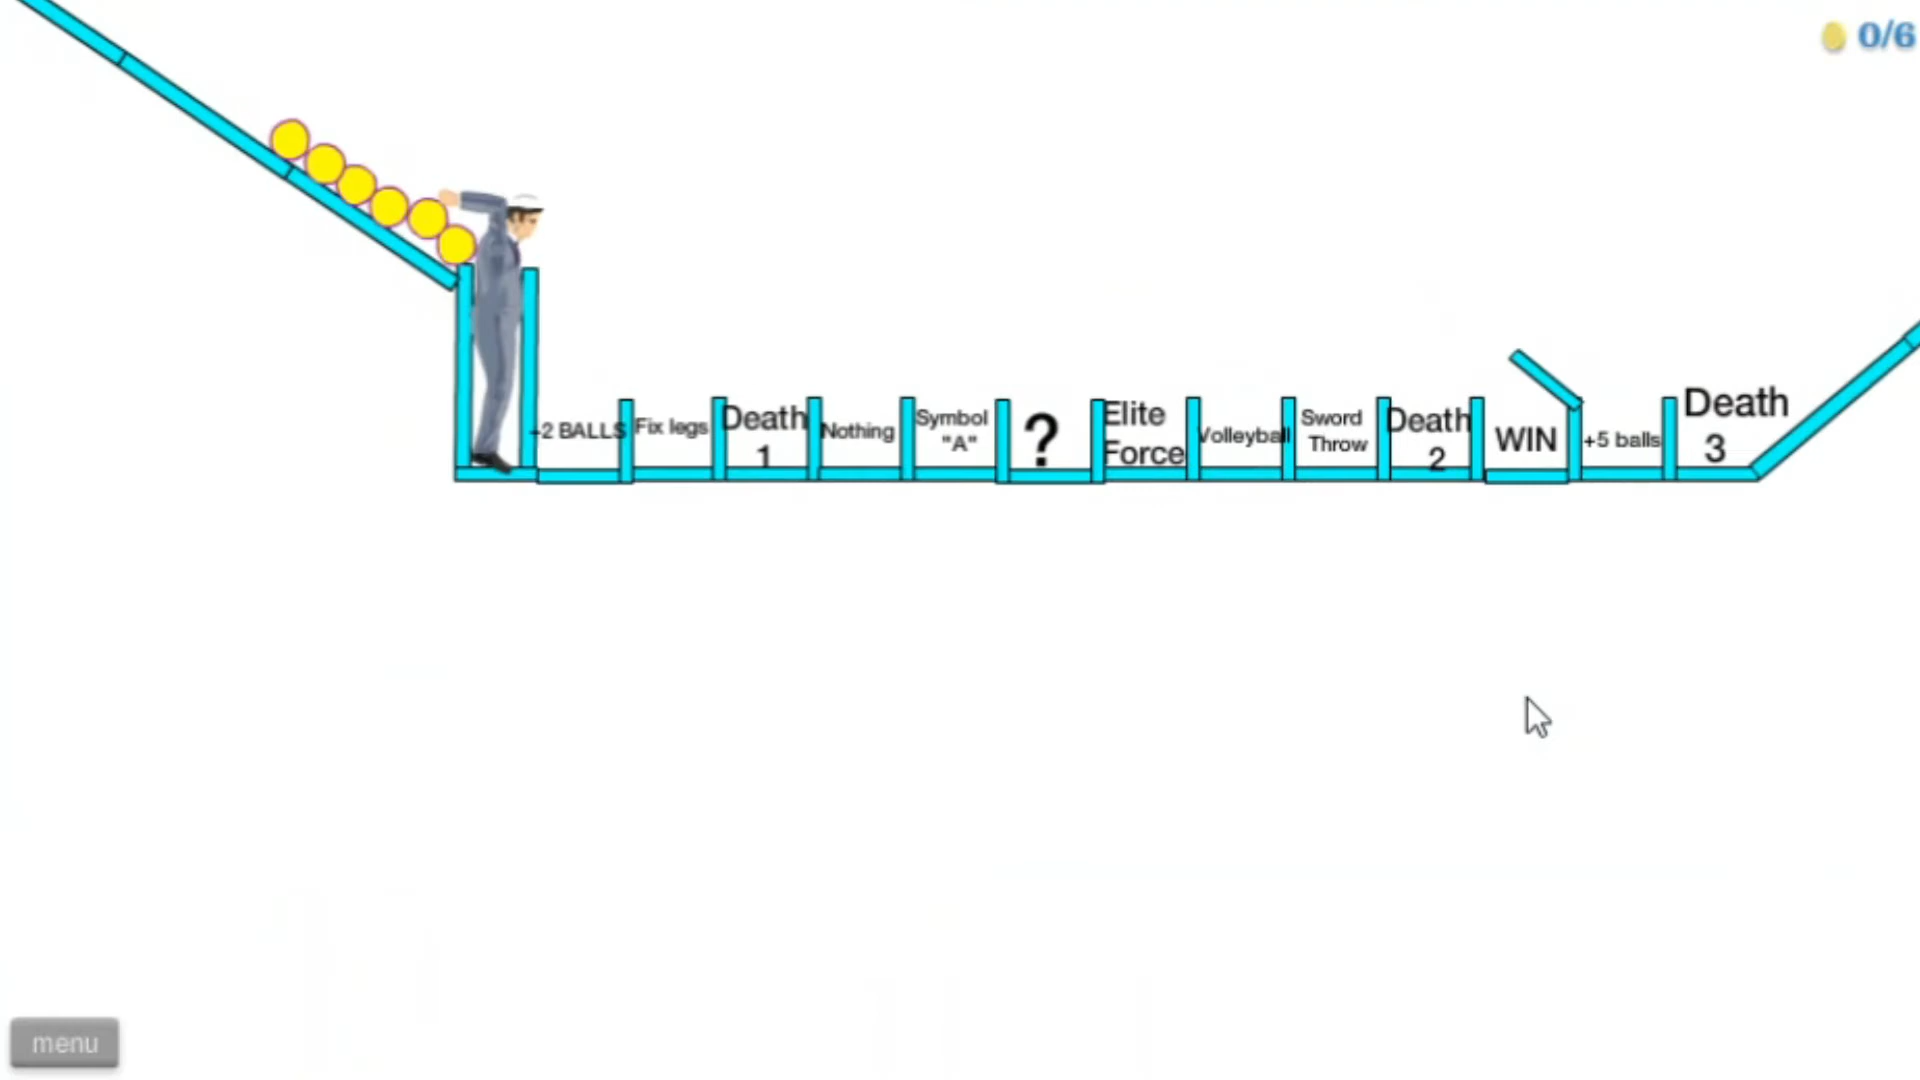 0/6
-2 BALLS
Fix legs
Death
1
Nothing
Symbol
"A"
?
Elite
Force
Volleyball
Sword
Throw
Death
2
WIN
+5 balls
Death
3
menu